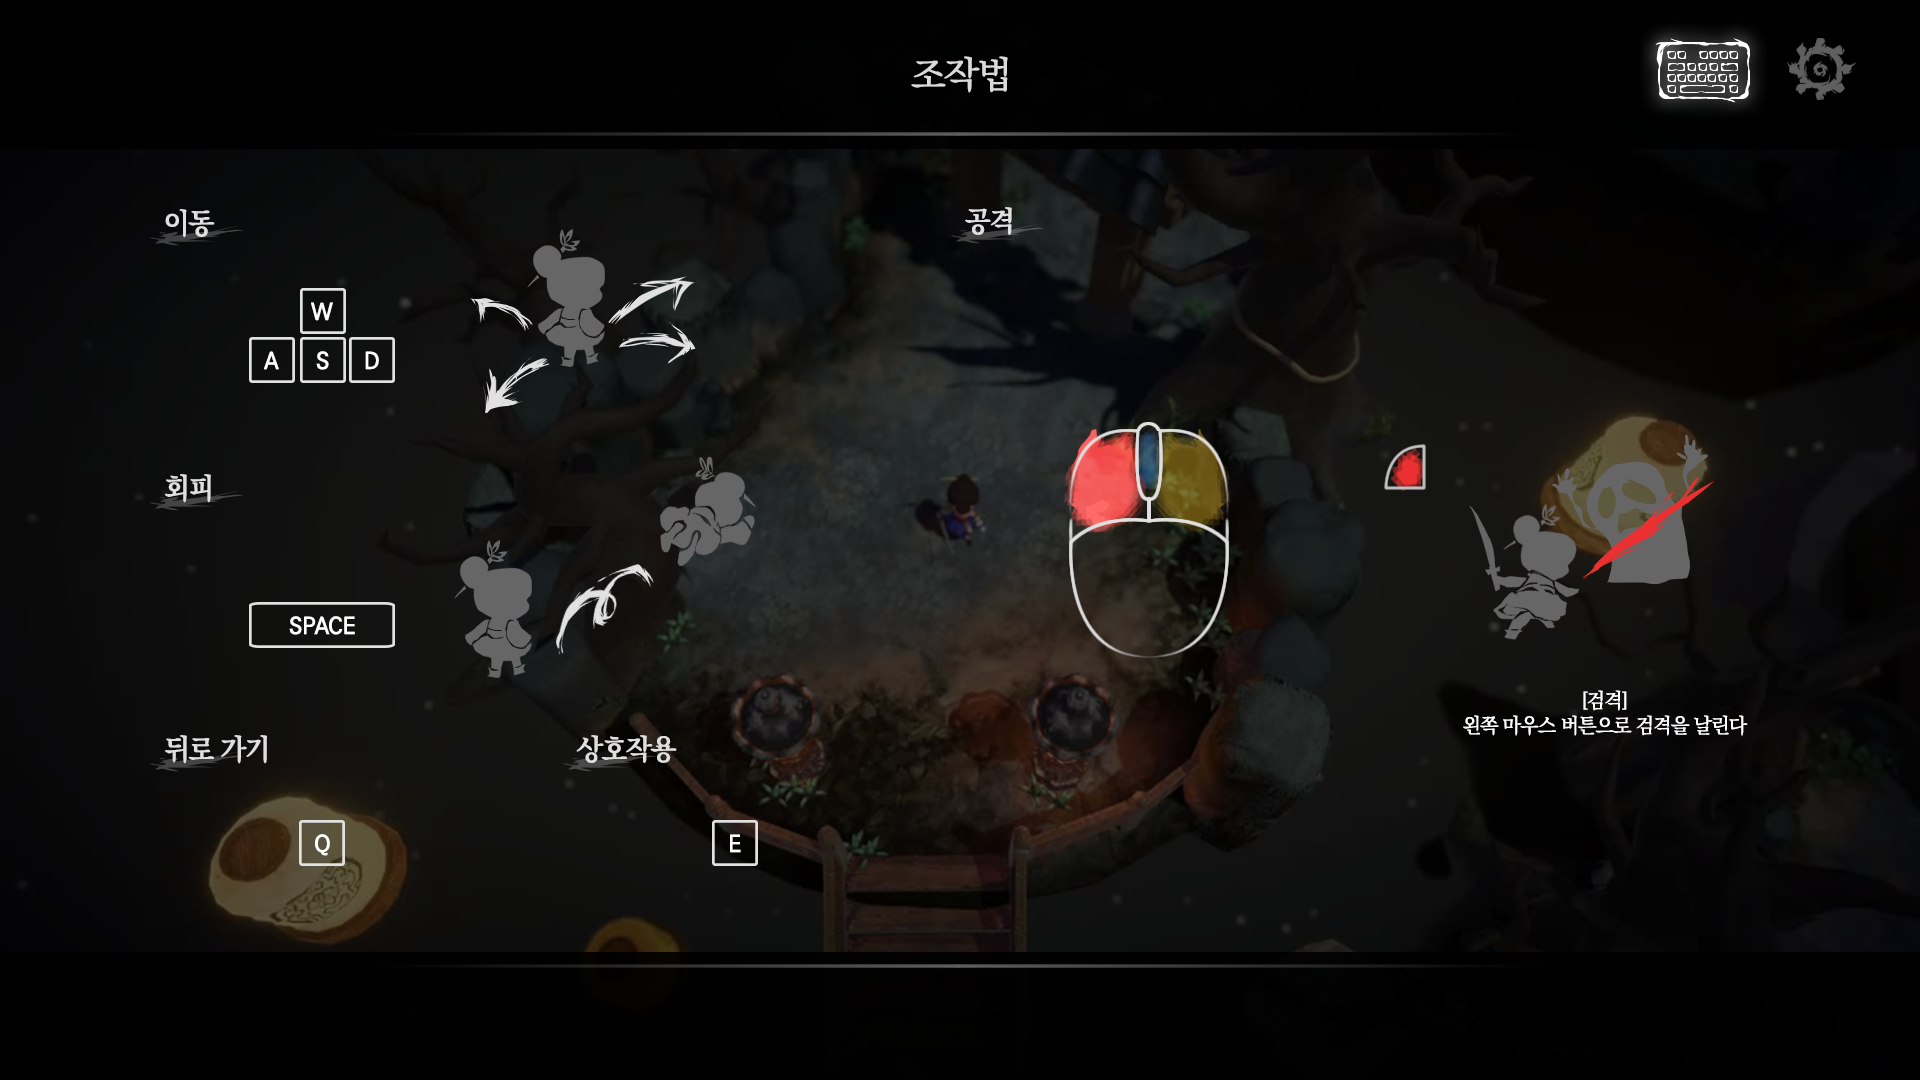 조작법
이동
W
A S D
회피
SPACE
뒤로 가기
Q
상호작용
E
공격
[검격]
왼쪽 마우스 버튼으로 검격을 날린다